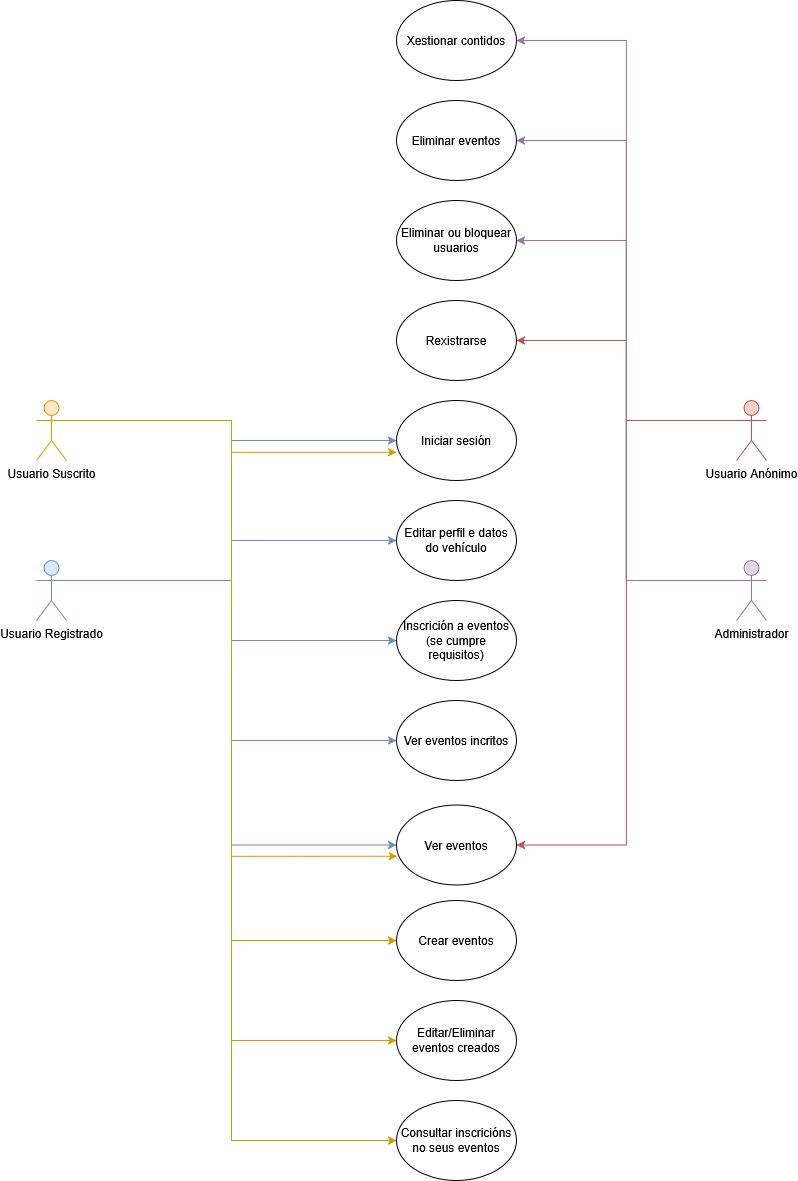 Xestionar contidos
Eliminar eventos
Eliminar ou bloquear
usuarios
Rexistrarse
Usuario Suscrito
Iniciar sesión
Usuario Anónimo
Editar perfil e datos
do vehículo
Usuario Registrado
Inscrición a eventos
(se cumpre
requisitos)
Administrador
Ver eventos incritos
Ver eventos
Crear eventos
Editar/Eliminar
eventos creados
Consultar inscricións
no seus eventos